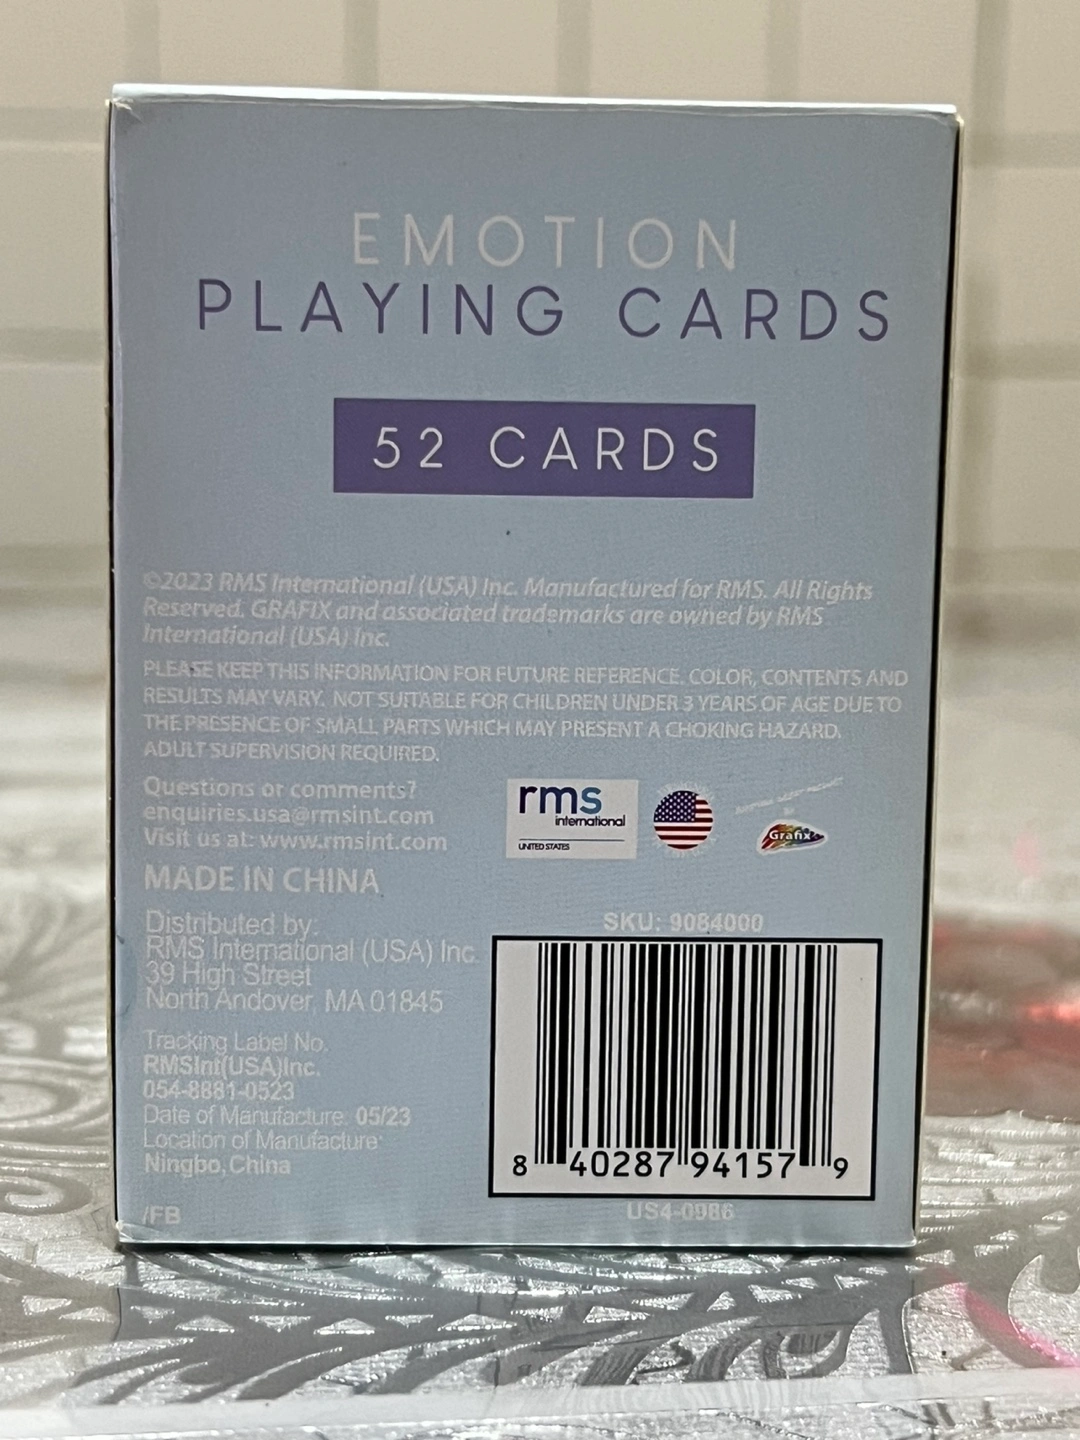 EMOTION
PLAYING CARDS
52 CARDS
©2023 RMS International (USA) Inc. Manufactured for RMS. All Rights
Reserved. GRAFIX and associated trademarks are owned by RMS
International (USA) Inc.
PLEASE KEEP THIS INFORMATION FOR FUTURE REFERENCE. COLOR, CONTENTS AND
RESULTS MAY VARY. NOT SUITABLE FOR CHILDREN UNDER 3 YEARS OF AGE DUE TO
THE PRESENCE OF SMALL PARTS WHICH MAY PRESENT A CHOKING HAZARD.
ADULT SUPERVISION REQUIRED.
Questions or comments?
enquiries.usa@rmsint.com
Visit us at: www.rmsint.com
rms
international
UNITED STATES
Grafix
MADE IN CHINA
Distributed by:
RMS International (USA) Inc.
39 High Street
North Andover, MA 01845
Tracking Label No.
RMSInt(USA)Inc.
054-8881-0523
Date of Manufacture: 05/23
Location of Manufacture:
Ningbo, China
/FB
SKU: 9084000
8 40287 94157 9
US4-0986